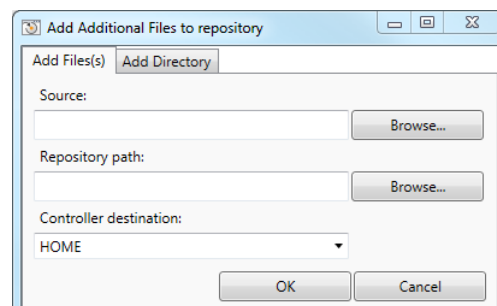 Add Additional Files to repository
Add Files(s) Add Directory
Source:
Browse...
Repository path:
Browse...
Controller destination:
HOME
OK Cancel